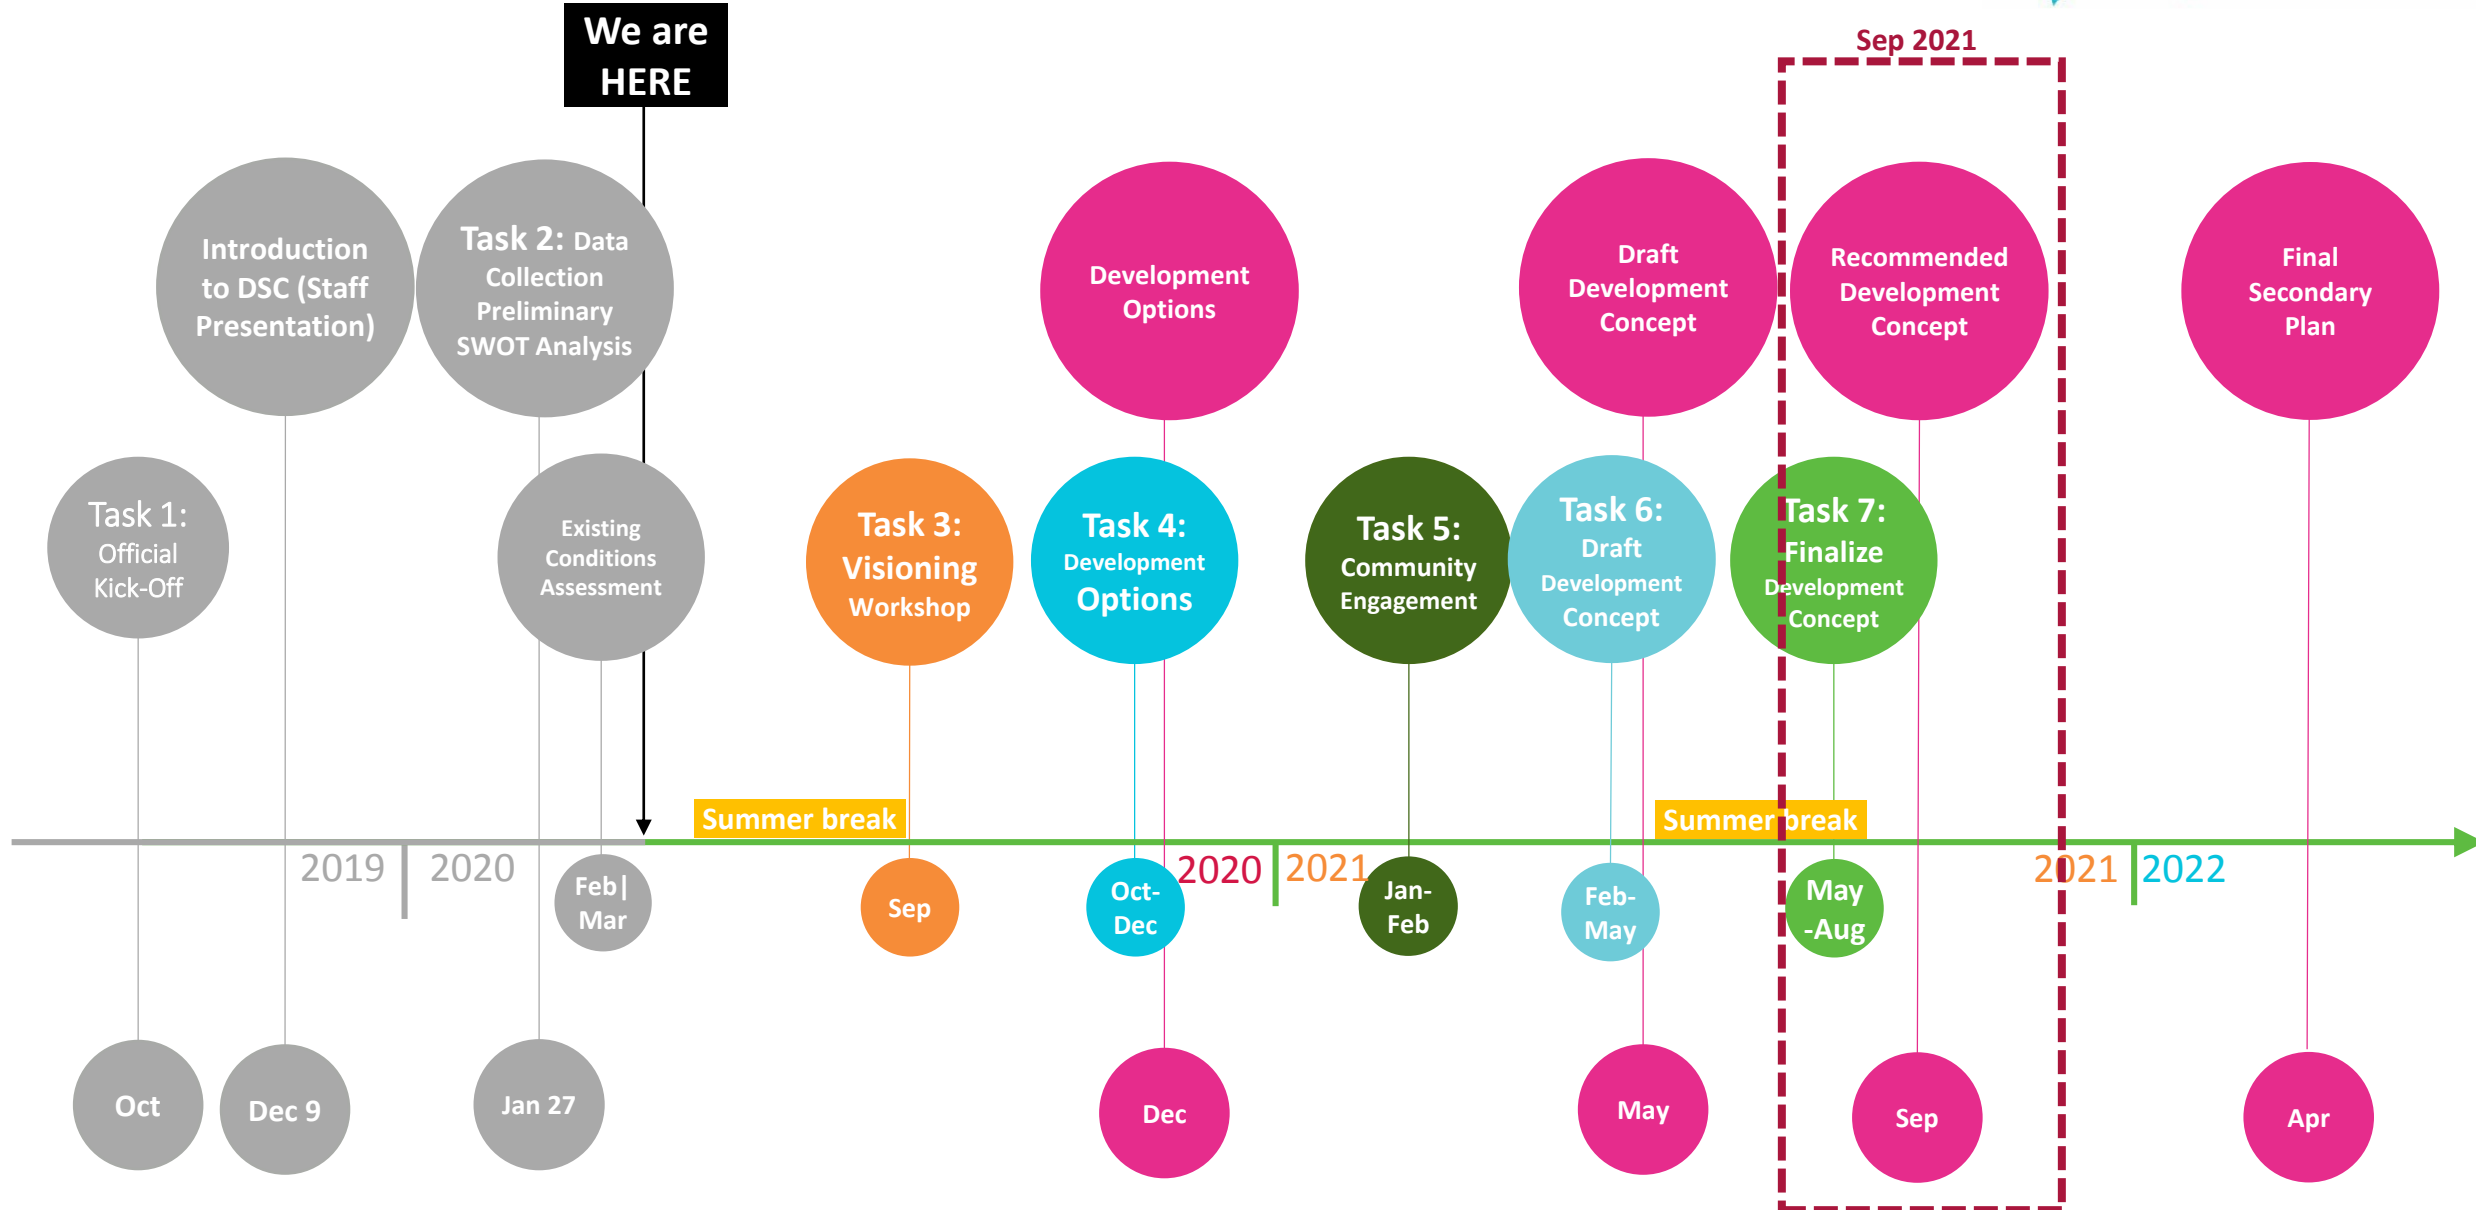 We are
HERE
Sep 2021
Introduction
to DSC (Staff
Presentation)
Task 2: Data
Collection
Preliminary
SWOT Analysis
Development
Options
Draft
Development
Concept
Recommended
Development
Concept
Final
Secondary
Plan
Task 1:
Official
Kick-Off
Existing
Conditions
Assessment
Task 3:
Visioning
Workshop
Task 4:
Development
Options
Task 5:
Community
Engagement
Task 6:
Draft
Development
Concept
Task 7:
Finalize
Development
Concept
Summer break
Summer break
2019
2020
2020
2021
2021
2022
Feb|
Mar
Sep
Oct-
Dec
Jan-
Feb
Feb-
May
May
-Aug
Oct
Dec 9
Jan 27
Dec
May
Sep
Apr